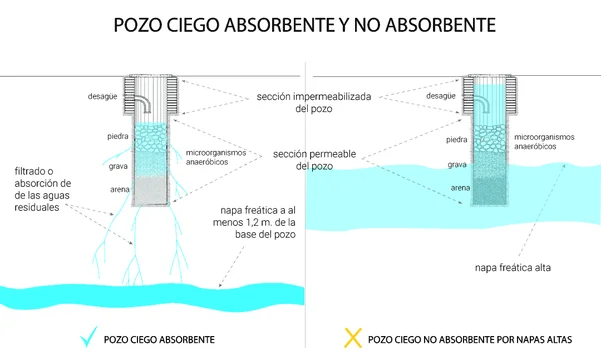 POZO CIEGO ABSORBENTE Y NO ABSORBENTE
desagüe
piedra
grava
arena
microorganismos
anaeróbicos
filtrado o
absorción de
de las aguas
residuales
napa freática a al
menos 1,2 m. de la
base del pozo
sección impermeabilizada
del pozo
sección permeable
del pozo
desagüe
piedra
grava
arena
microorganismos
anaeróbicos
napa freática alta
POZO CIEGO ABSORBENTE
POZO CIEGO NO ABSORBENTE POR NAPAS ALTAS